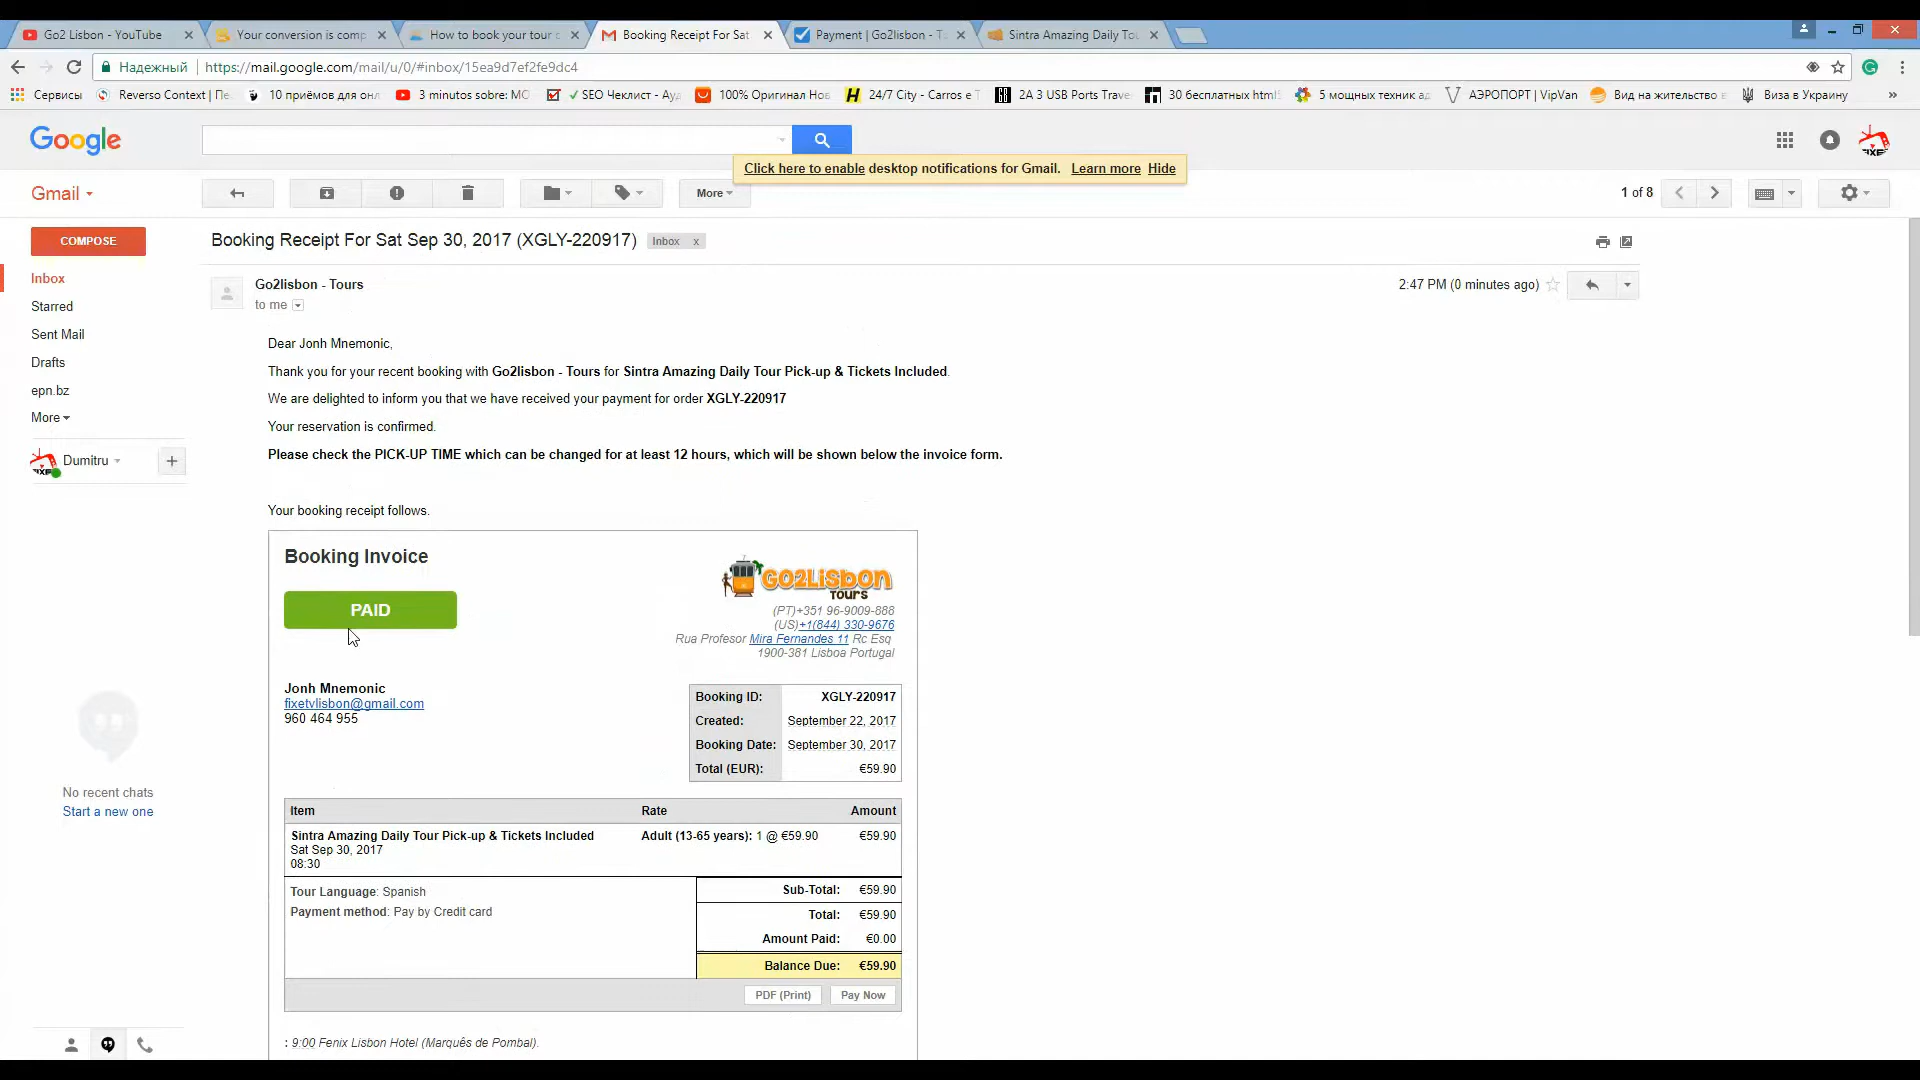 Go2 Lisbon - YouTube
Your conversion is comp
How to book your tour
Booking Receipt For Sat
Payment | Go2lisbon - T
Sintra Amazing Daily To
Надежный
https://mail.google.com/mail/u/0/#inbox/15ea9d7ef2fe9dc4
Сервисы
Reverso Context | Пе
10 приёмов для онл
3 minutos sobre: MO
✓ SEO Чеклист - Ауд
100% Оригинал Нов
24/7 City - Carros e T
2A 3 USB Ports Trave
30 бесплатных html
5 мощных техник ад
АЭРОПОРТ | VipVan
Вид на жительство
Виза в Украину
»
Google
Click here to enable desktop notifications for Gmail. Learn more Hide
Gmail
More
1 of 8
COMPOSE
Booking Receipt For Sat Sep 30, 2017 (XGLY-220917)
Inbox x
Inbox
Starred
Sent Mail
Drafts
epn.bz
More
Dumitru
+
No recent chats
Start a new one
Go2lisbon - Tours
2:47 PM (0 minutes ago)
to me
Dear Jonh Mnemonic,
Thank you for your recent booking with Go2lisbon - Tours for Sintra Amazing Daily Tour Pick-up & Tickets Included.
We are delighted to inform you that we have received your payment for order XGLY-220917
Your reservation is confirmed.
Please check the PICK-UP TIME which can be changed for at least 12 hours, which will be shown below the invoice form.
Your booking receipt follows.
Booking Invoice
PAID
GO2Lisbon
TOURS
(PT)+351 96-9009-888
(US)+1(844) 330-9676
Rua Profesor Mira Fernandes 11 Rc Esq
1900-381 Lisboa Portugal
Jonh Mnemonic
fixetvlisbon@gmail.com
960 464 955
Booking ID: XGLY-220917
Created: September 22, 2017
Booking Date: September 30, 2017
Total (EUR): €59.90
Item Rate Amount
Sintra Amazing Daily Tour Pick-up & Tickets Included Adult (13-65 years): 1 @ €59.90 €59.90
Sat Sep 30, 2017
08:30
Tour Language: Spanish
Payment method: Pay by Credit card
Sub-Total: €59.90
Total: €59.90
Amount Paid: €0.00
Balance Due: €59.90
PDF (Print)
Pay Now
: 9:00 Fenix Lisbon Hotel (Marquês de Pombal).